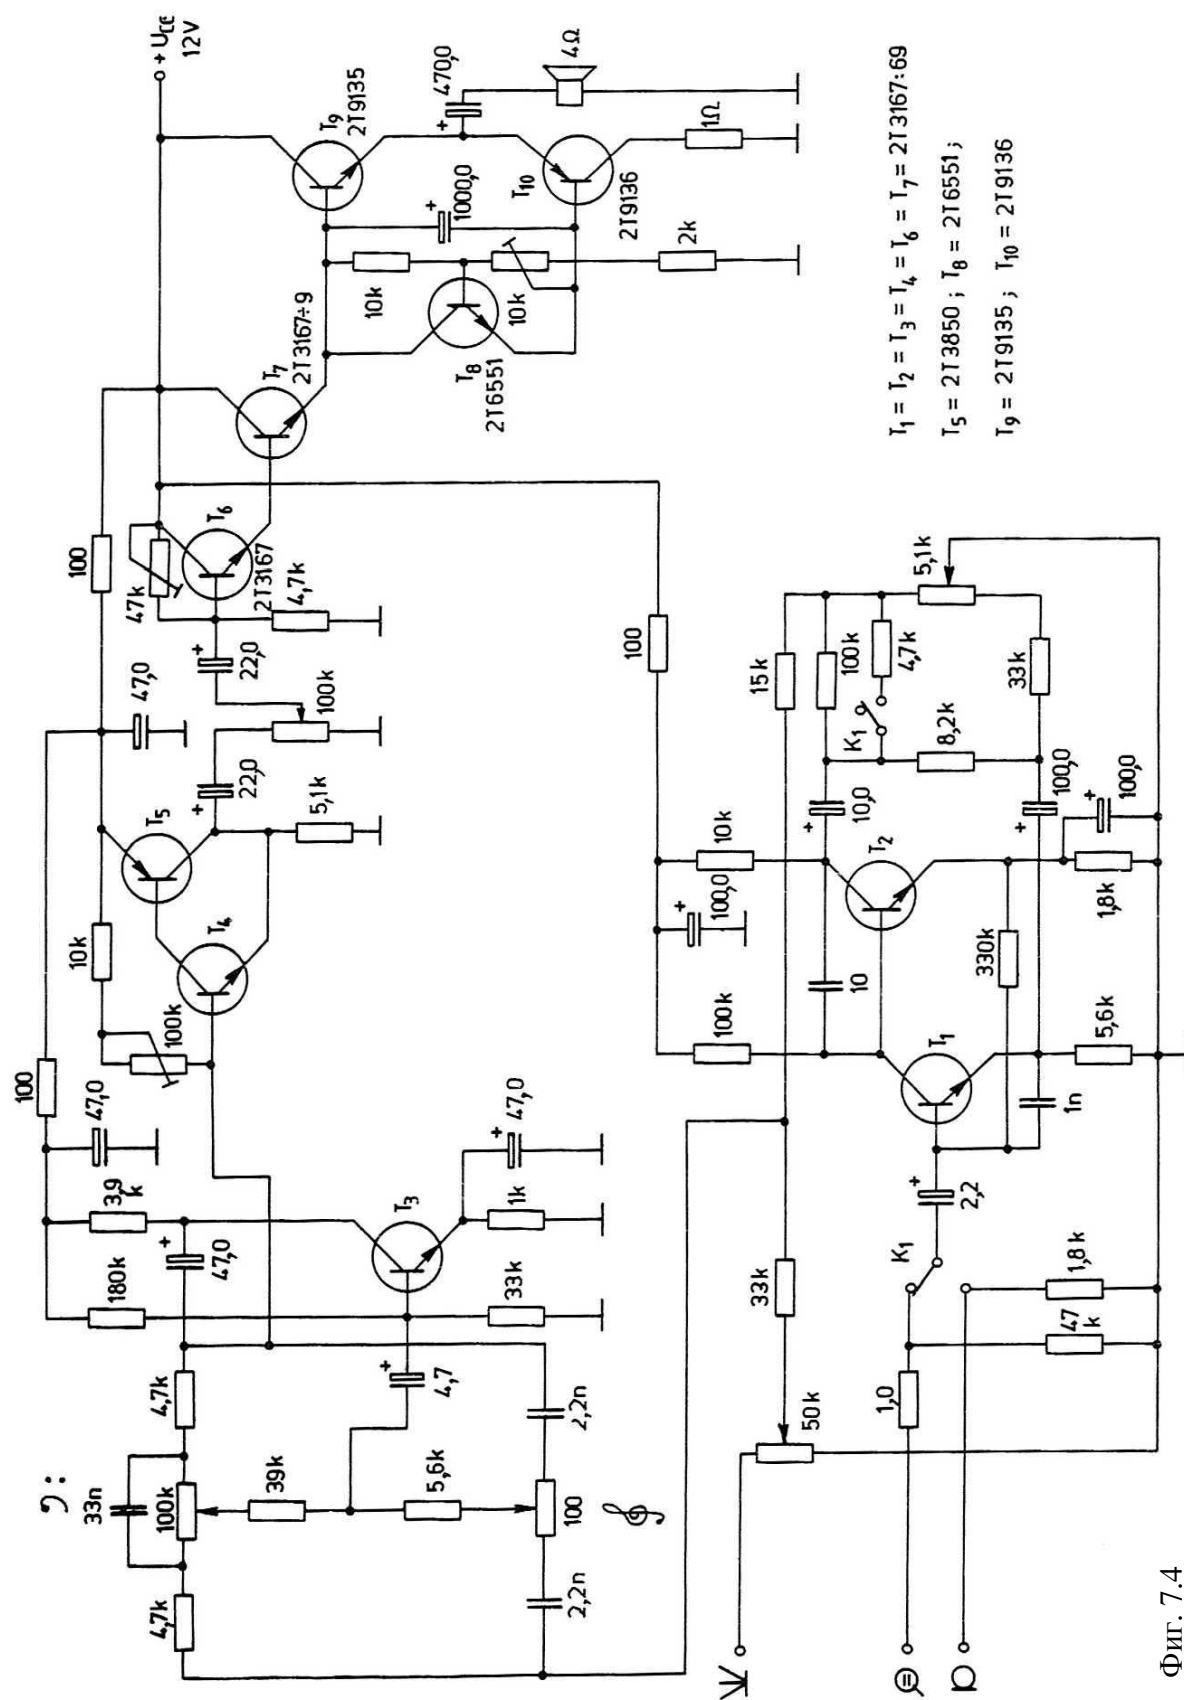 + U_CC
12V
T₉
2T9135
470,0
4Ω
T₁₀
2T9136
1000,0
1Ω
2k
10k
10k
T₈
2T6551
T₇
2T3167÷9
100
T₆
2T3167
47k
4,7k
22,0
47,0
100k
22,0
5,1k
T₅
10k
T₄
100k
100
47,0
47,0
3,9
k
T₃
1k
180k
47,0
33k
4,7
4,7k
33n
100k
39k
5,6k
2,2n
100
2,2n
4,7k
100
15k
100k
K₁
4,7k
5,1k
33k
8,2k
10,0
100,0
100,0
10k
T₂
1,8k
100,0
10
330k
100k
T₁
5,6k
1n
2,2
K₁
33k
1,8k
47
k
50k
1,0
T₁ = T₂ = T₃ = T₄ = T₆ = T₇ = 2T3167:69
T₅ = 2T3850 ; T₈ = 2T6551 ;
T₉ = 2T9135 ; T₁₀ = 2T9136
Фиг. 7.4